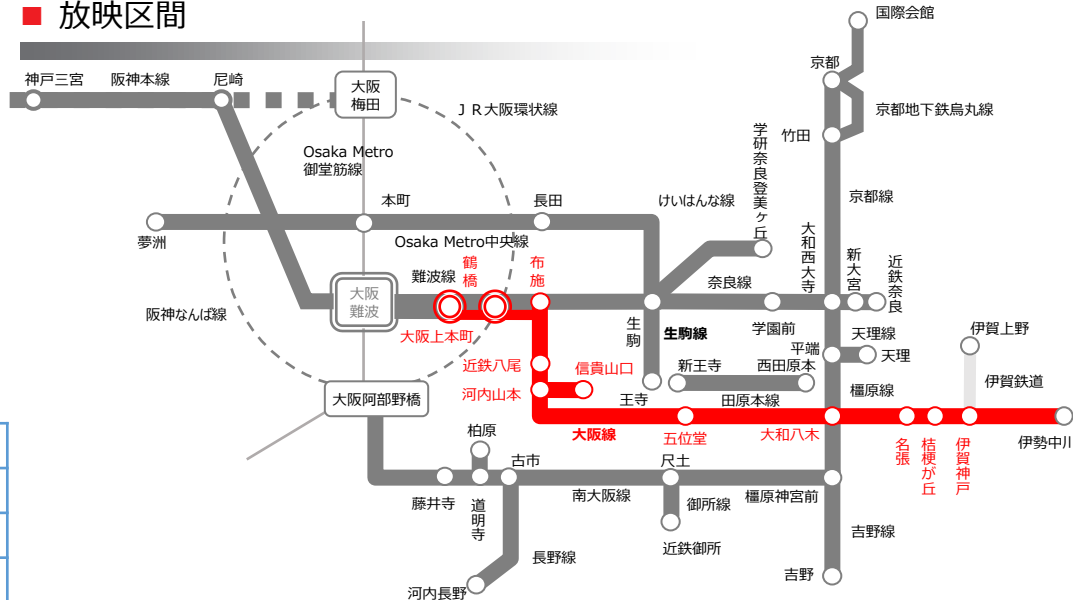 ■ 放映区間
国際会館
神戸三宮
阪神本線
尼崎
大阪
梅田
京都
ＪＲ大阪環状線
京都地下鉄烏丸線
学研奈良登美ヶ丘
竹田
Osaka Metro
御堂筋線
本町
長田
けいはんな線
京都線
夢洲
Osaka Metro中央線
大和西大寺
新大宮
近鉄奈良
鶴橋
布施
難波線
奈良線
大阪
難波
阪神なんば線
大阪上本町
生駒
生駒線
学園前
天理線
伊賀上野
平端
天理
近鉄八尾
信貴山口
新王寺
西田原本
伊賀鉄道
河内山本
王寺
田原本線
橿原線
大阪阿部野橋
大阪線
五位堂
大和八木
名張
桔梗が丘
伊賀神戸
伊勢中川
柏原
古市
尺土
藤井寺
道明寺
南大阪線
御所線
橿原神宮前
近鉄御所
吉野線
長野線
河内長野
吉野